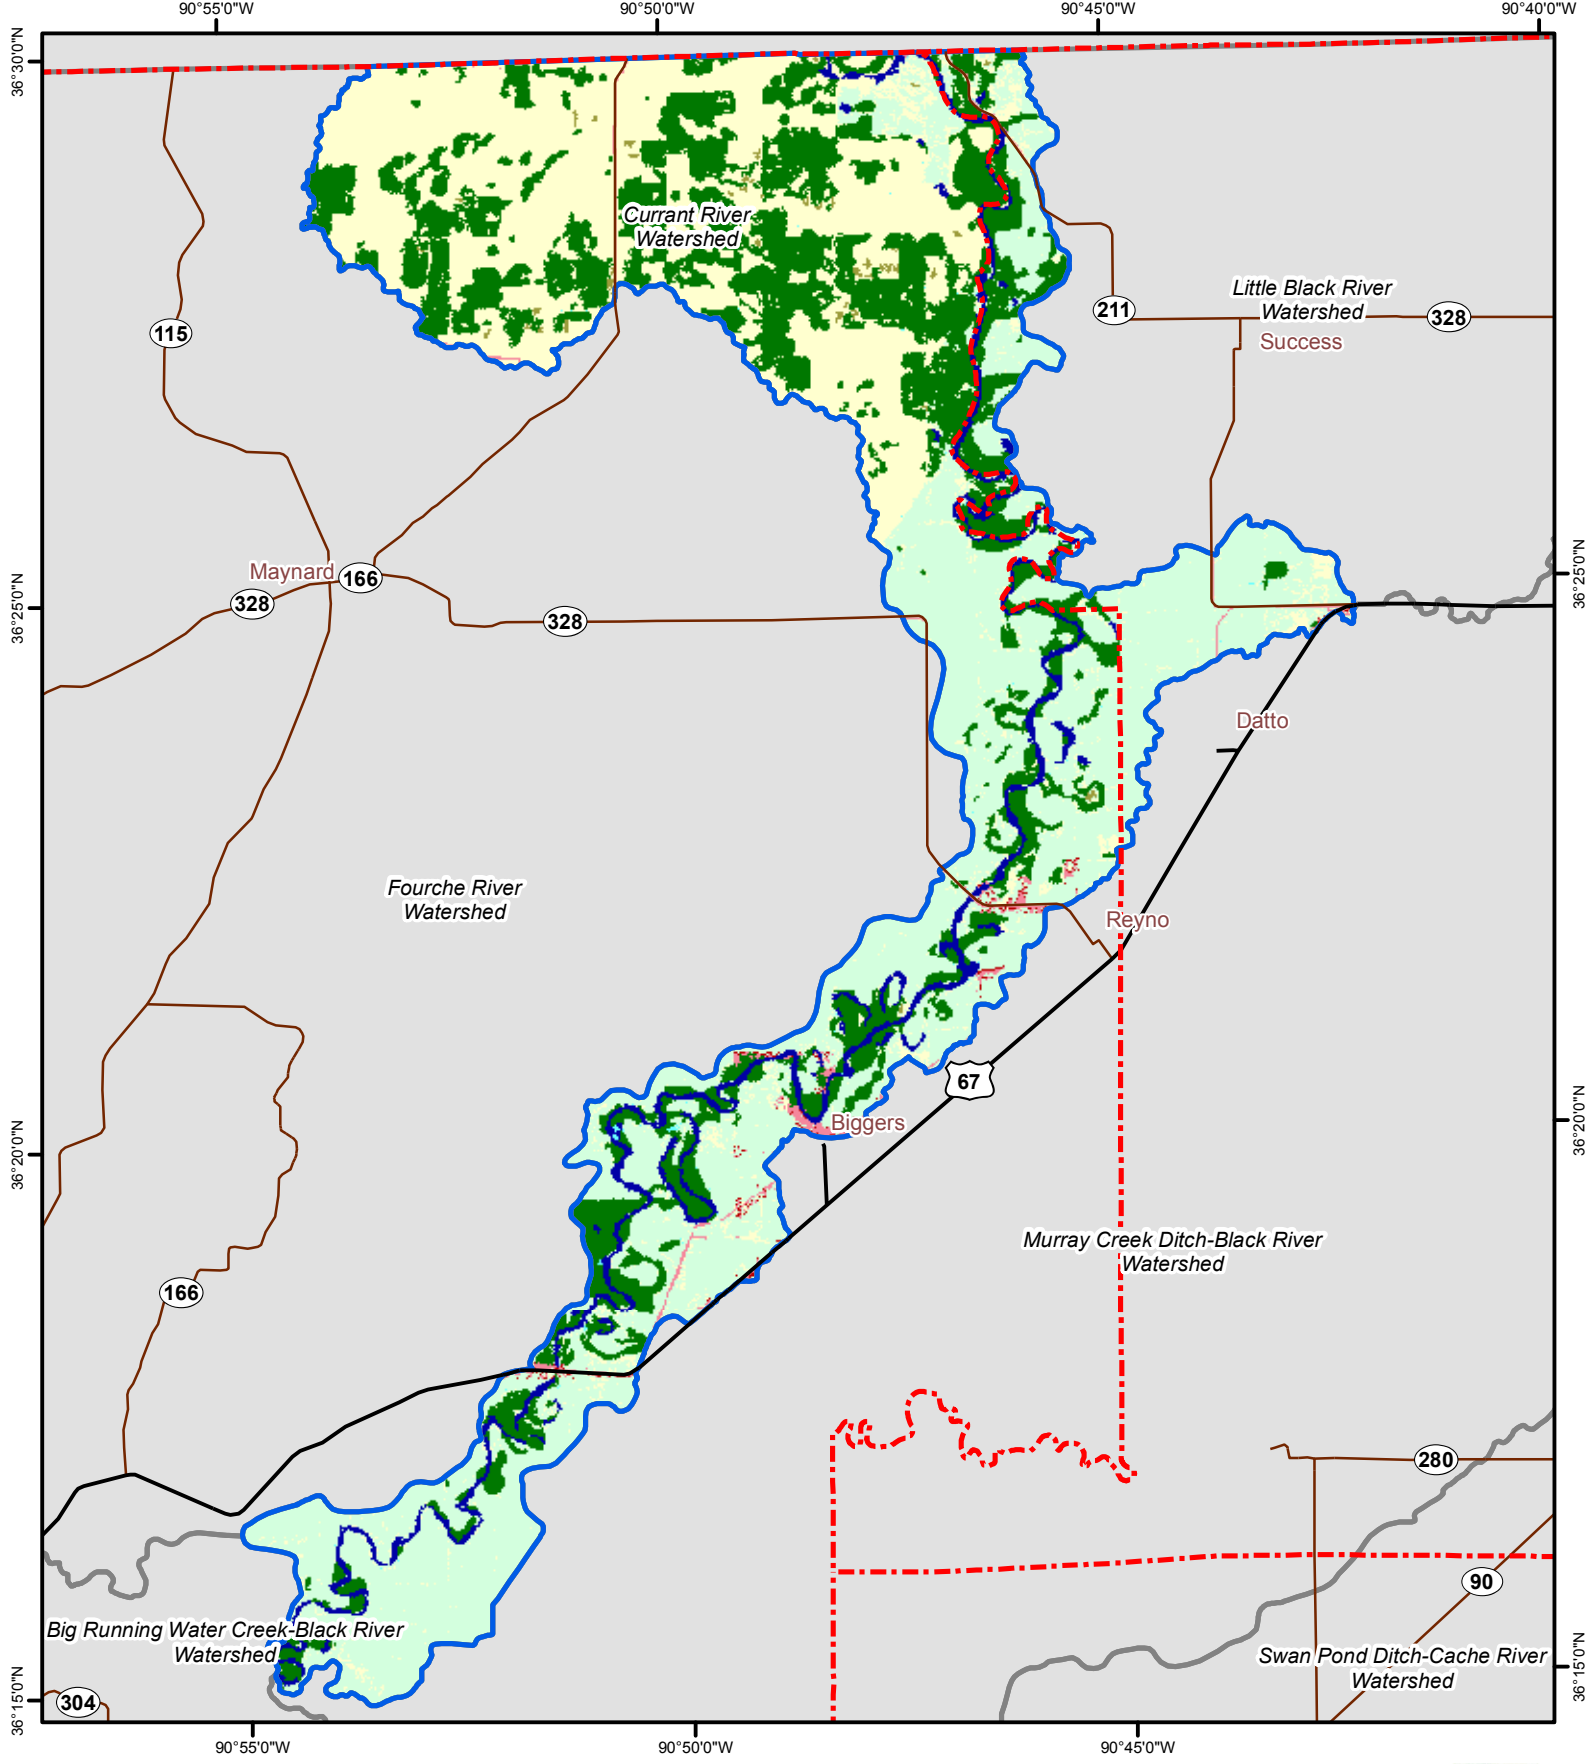 90°55'0"W
90°50'0"W
90°45'0"W
90°40'0"W
36°30'0"N
Currant River
Watershed
Little Black River
Watershed
115
211
328
Success
36°25'0"N
Maynard
166
328
328
36°25'0"N
Datto
Fourche River
Watershed
Reyno
67
Biggers
36°20'0"N
36°20'0"N
Murray Creek Ditch-Black River
Watershed
166
280
90
Big Running Water Creek-Black River
Watershed
Swan Pond Ditch-Cache River
Watershed
36°15'0"N
36°15'0"N
304
90°55'0"W
90°50'0"W
90°45'0"W